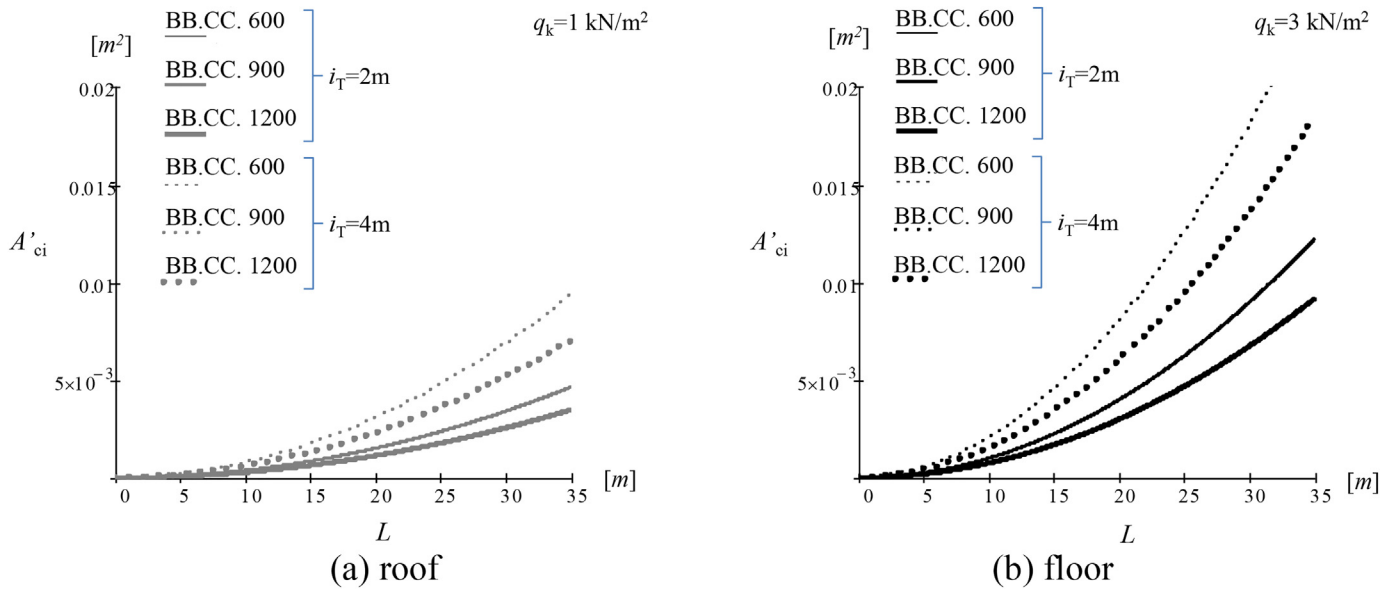 BB.CC. 600
BB.CC. 900
BB.CC. 1200
i_T=2m
BB.CC. 600
BB.CC. 900
BB.CC. 1200
i_T=4m
q_k=1 kN/m²
[m²]
0.02
0.015
0.01
5×10⁻³
A’_ci
0 5 10 15 20 25 30 35
[m]
L
(a) roof
BB.CC. 600
BB.CC. 900
BB.CC. 1200
i_T=2m
BB.CC. 600
BB.CC. 900
BB.CC. 1200
i_T=4m
q_k=3 kN/m²
[m²]
0.02
0.015
0.01
5×10⁻³
A’_ci
0 5 10 15 20 25 30 35
[m]
L
(b) floor